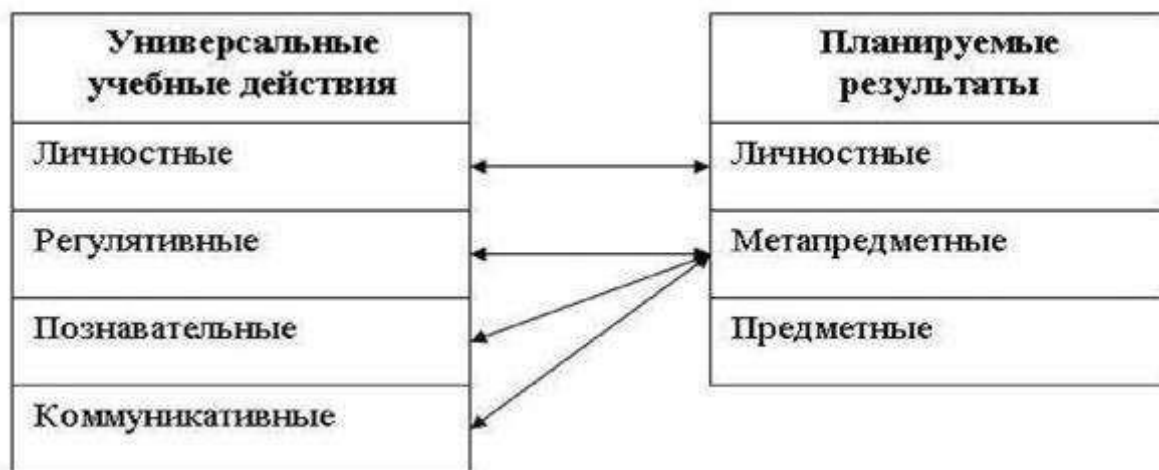 Универсальные
учебные действия
Личностные
Регулятивные
Познавательные
Коммуникативные
Планируемые
результаты
Личностные
Метапредметные
Предметные